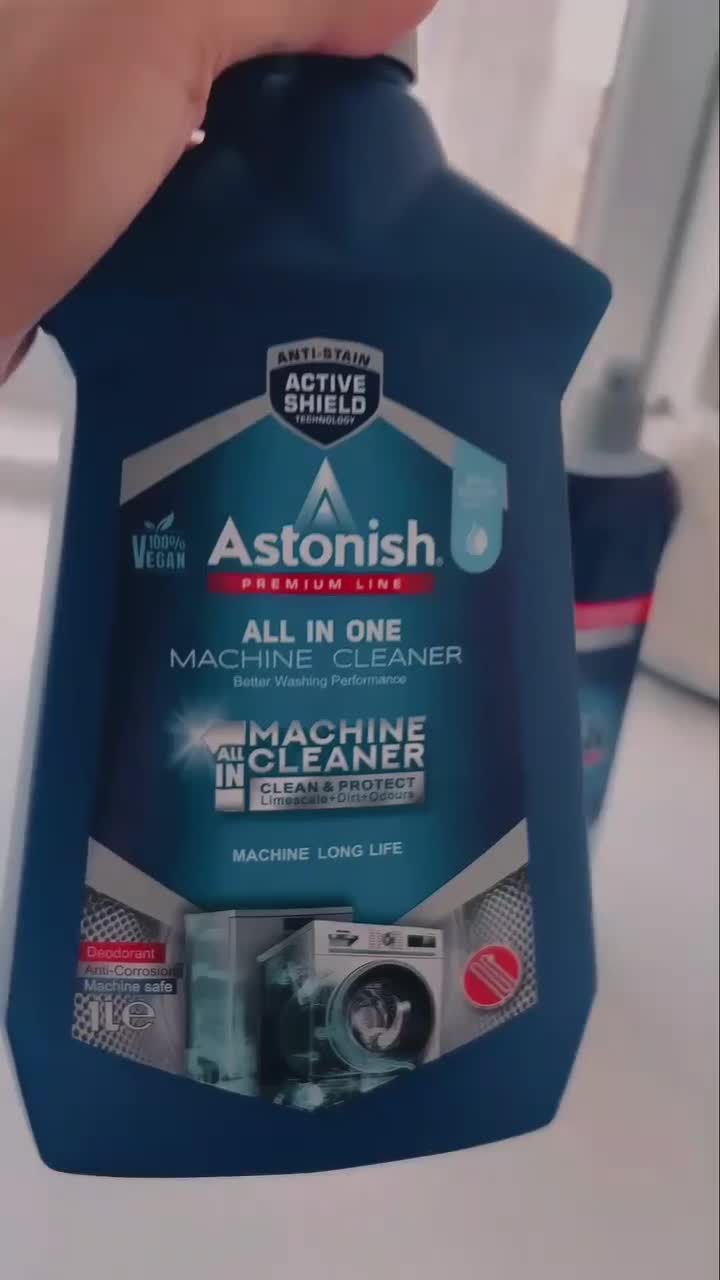 ANTI-STAIN
ACTIVE
SHIELD
TECHNOLOGY
100%
VEGAN
Astonish
PREMIUM LINE
ALL IN ONE
MACHINE CLEANER
Better Washing Performance
ALL
IN
MACHINE
CLEANER
CLEAN & PROTECT
Limescale+Dirt+Odours
MACHINE LONG LIFE
Deodorant
Anti-Corrosion
Machine safe
1L e